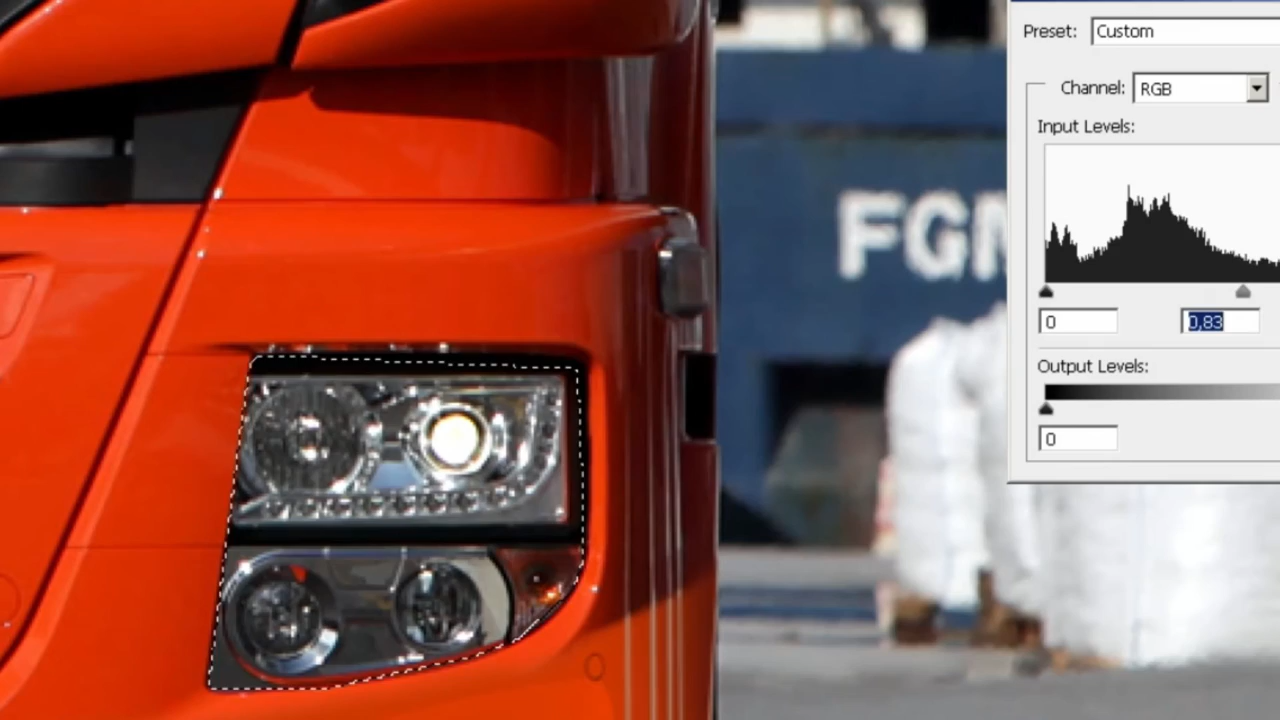 Preset: Custom
Channel: RGB
Input Levels:
FGM
0 0,83
Output Levels:
0